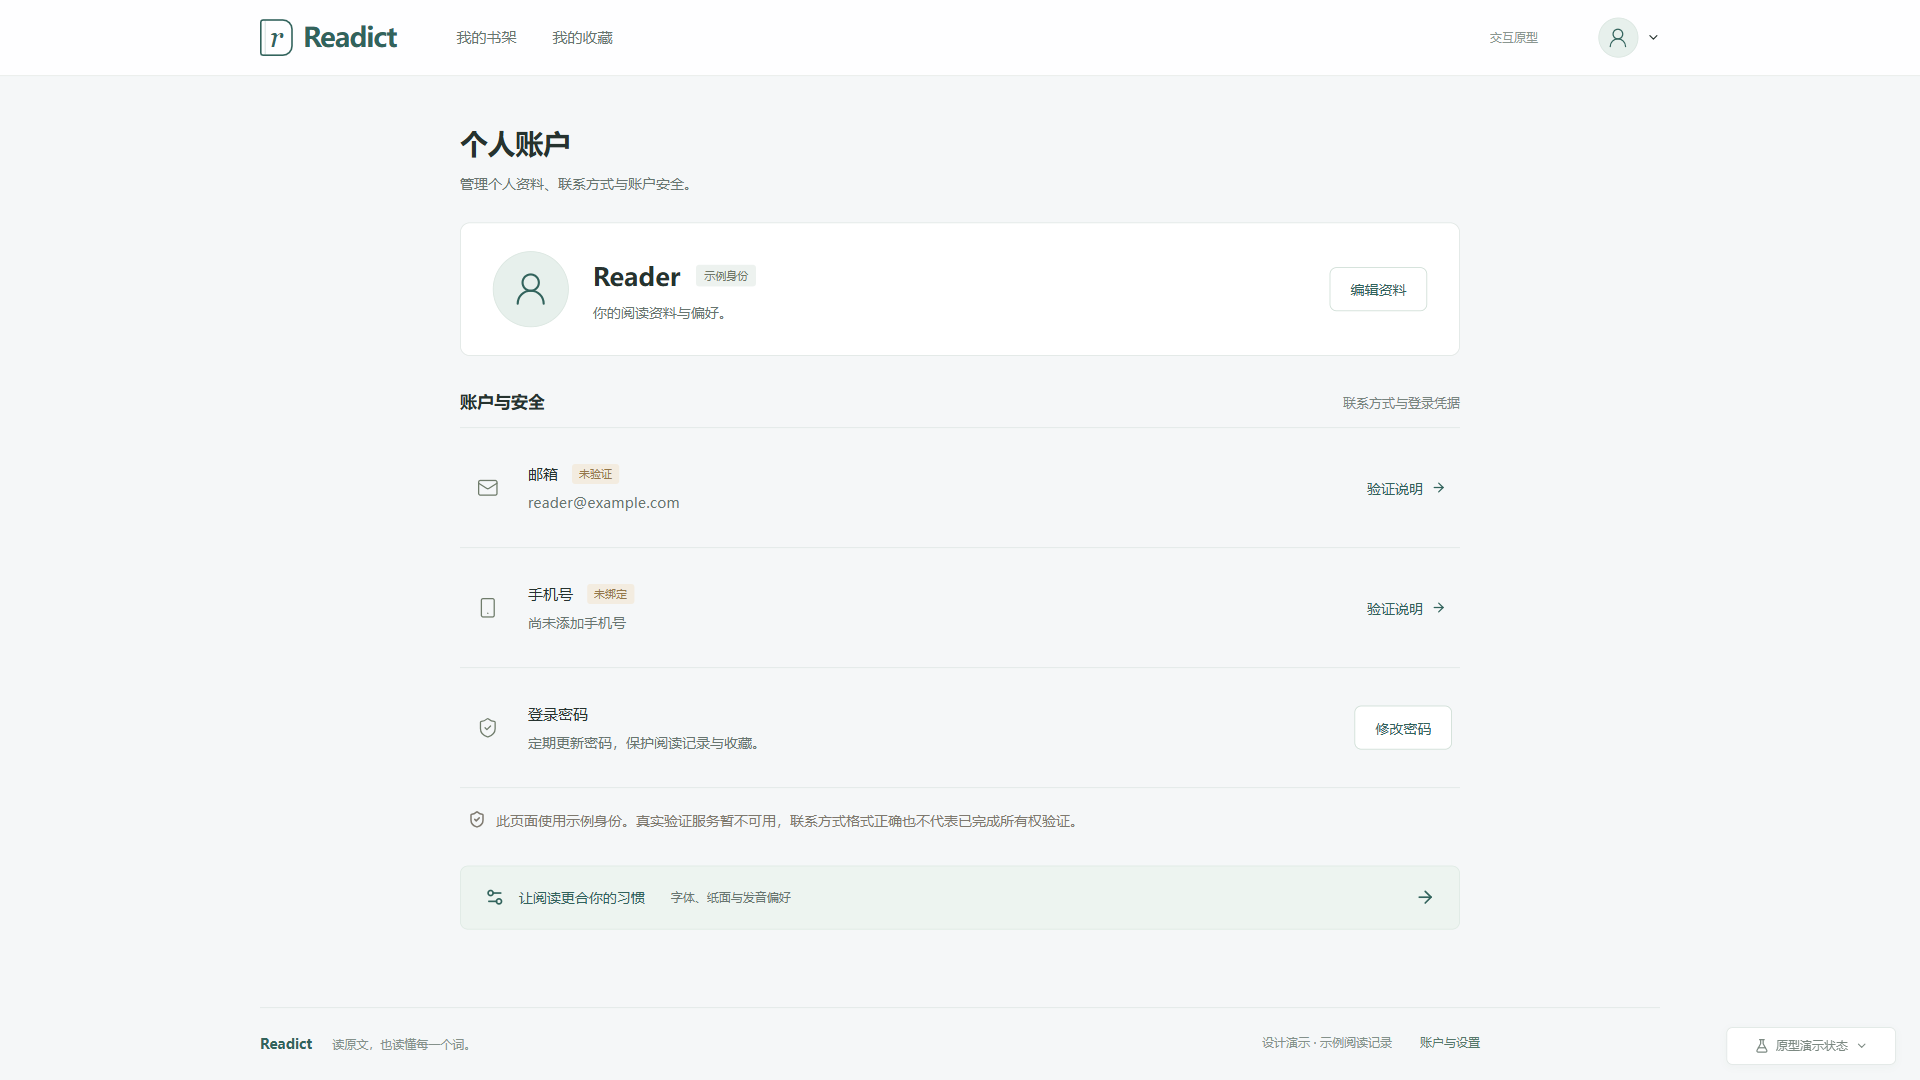 r Readict 我的书架 我的收藏 交互原型
个人账户
管理个人资料、联系方式与账户安全。
Reader 示例身份
你的阅读资料与偏好。
编辑资料
账户与安全 联系方式与登录凭据
邮箱 未验证
reader@example.com
验证说明
手机号 未绑定
尚未添加手机号
验证说明
登录密码
定期更新密码，保护阅读记录与收藏。
修改密码
此页面使用示例身份。真实验证服务暂不可用，联系方式格式正确也不代表已完成所有权验证。
让阅读更合你的习惯 字体、纸面与发音偏好
Readict 读原文，也读懂每一个词。 设计演示 · 示例阅读记录 账户与设置
原型演示状态